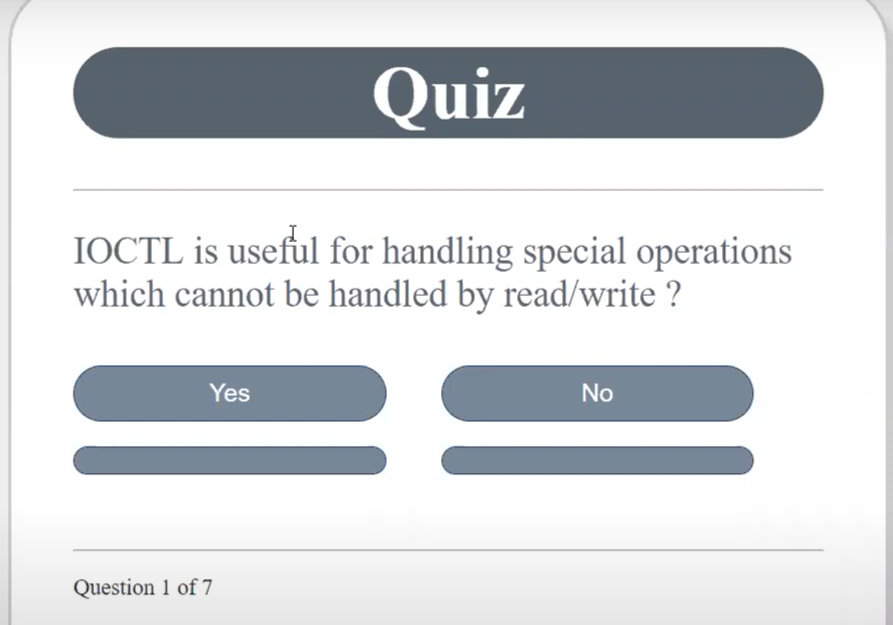 Quiz
IOCTL is useful for handling special operations
which cannot be handled by read/write ?
Yes
No
Question 1 of 7